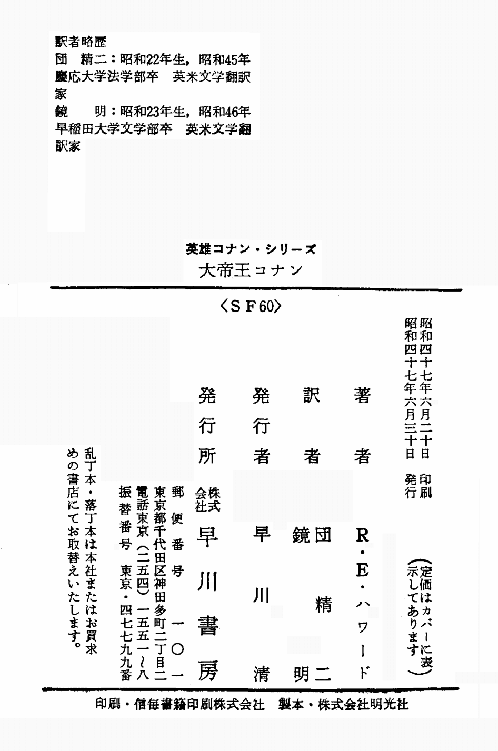 訳者略歴
団　精二：昭和22年生，昭和45年
慶応大学法学部卒　英米文学翻訳
家
鏡　　明：昭和23年生，昭和46年
早稲田大学文学部卒　英米文学翻
訳家
英雄コナン・シリーズ
大帝王コナン
〈ＳＦ60〉
昭和四十七年六月二十日　印刷
昭和四十七年六月三十日　発行
（定価はカバーに表
示してあります）
著者　R・E・ハワード
訳者　団精二
鏡明
発行者　早川清
発行所　株式会社　早川書房
郵便番号　一〇一
東京都千代田区神田多町二丁目二
電話東京（二五四）一五五一～八
振替番号　東京・四七七九九番
乱丁本・落丁本は本社またはお買求
めの書店にてお取替えいたします。
印刷・信毎書籍印刷株式会社　製本・株式会社明光社